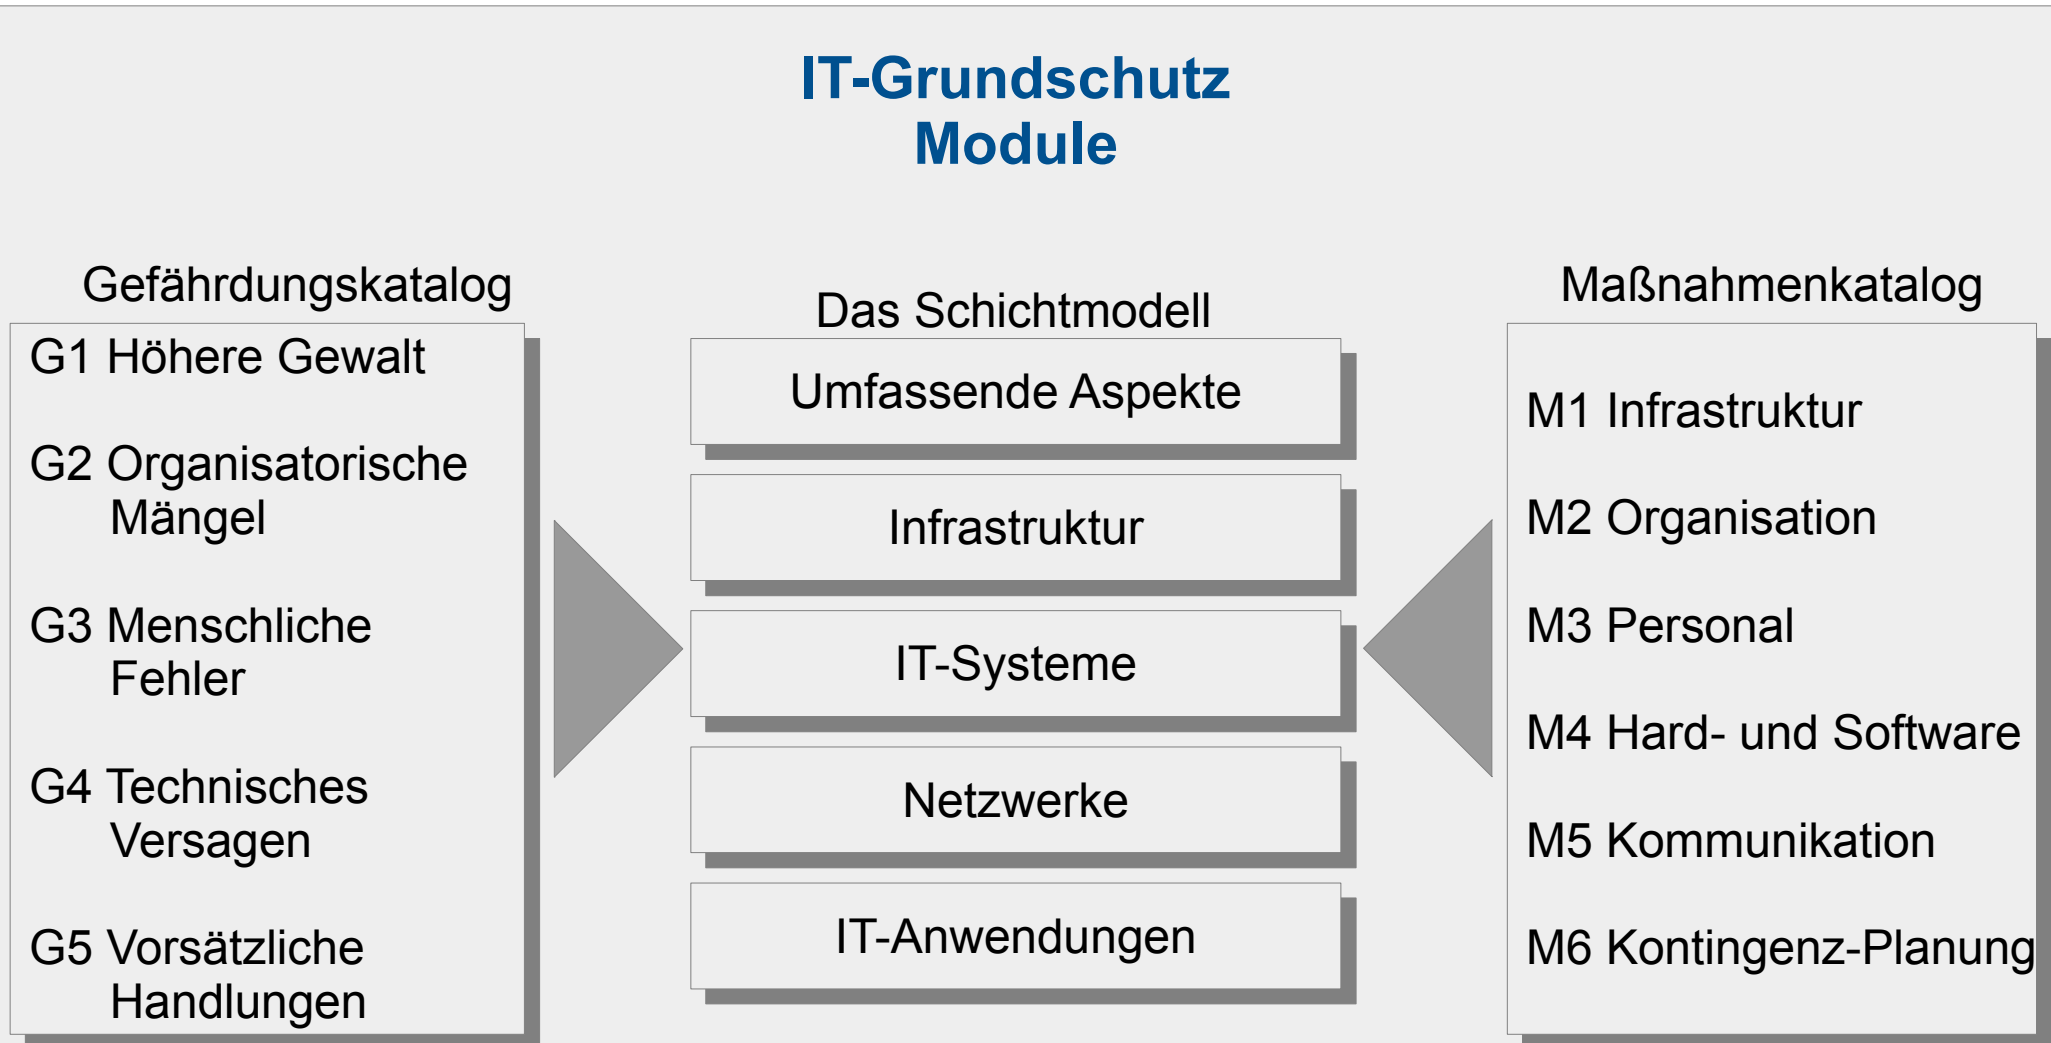 IT-Grundschutz
Module
Gefährdungskatalog
G1 Höhere Gewalt
G2 Organisatorische
Mängel
G3 Menschliche
Fehler
G4 Technisches
Versagen
G5 Vorsätzliche
Handlungen
Das Schichtmodell
Umfassende Aspekte
Infrastruktur
IT-Systeme
Netzwerke
IT-Anwendungen
Maßnahmenkatalog
M1 Infrastruktur
M2 Organisation
M3 Personal
M4 Hard- und Software
M5 Kommunikation
M6 Kontingenz-Planung